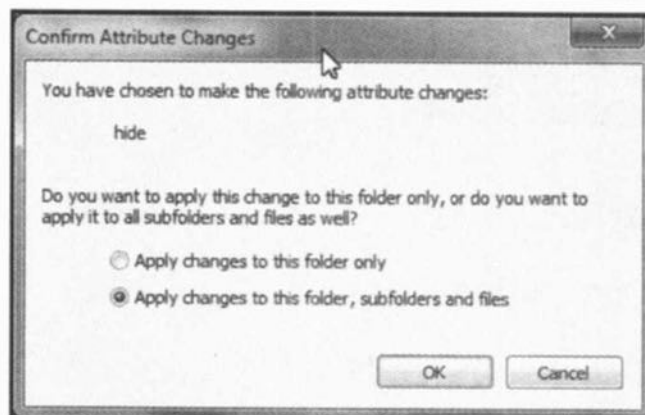 Confirm Attribute Changes
You have chosen to make the following attribute changes:
hide
Do you want to apply this change to this folder only, or do you want to
apply it to all subfolders and files as well?
Apply changes to this folder only
Apply changes to this folder, subfolders and files
OK
Cancel